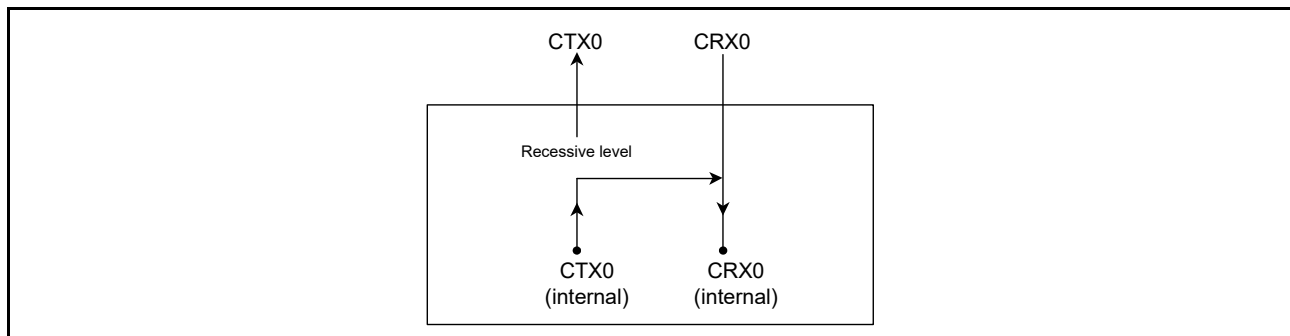 CTX0 CRX0
Recessive level
CTX0 CRX0
(internal) (internal)